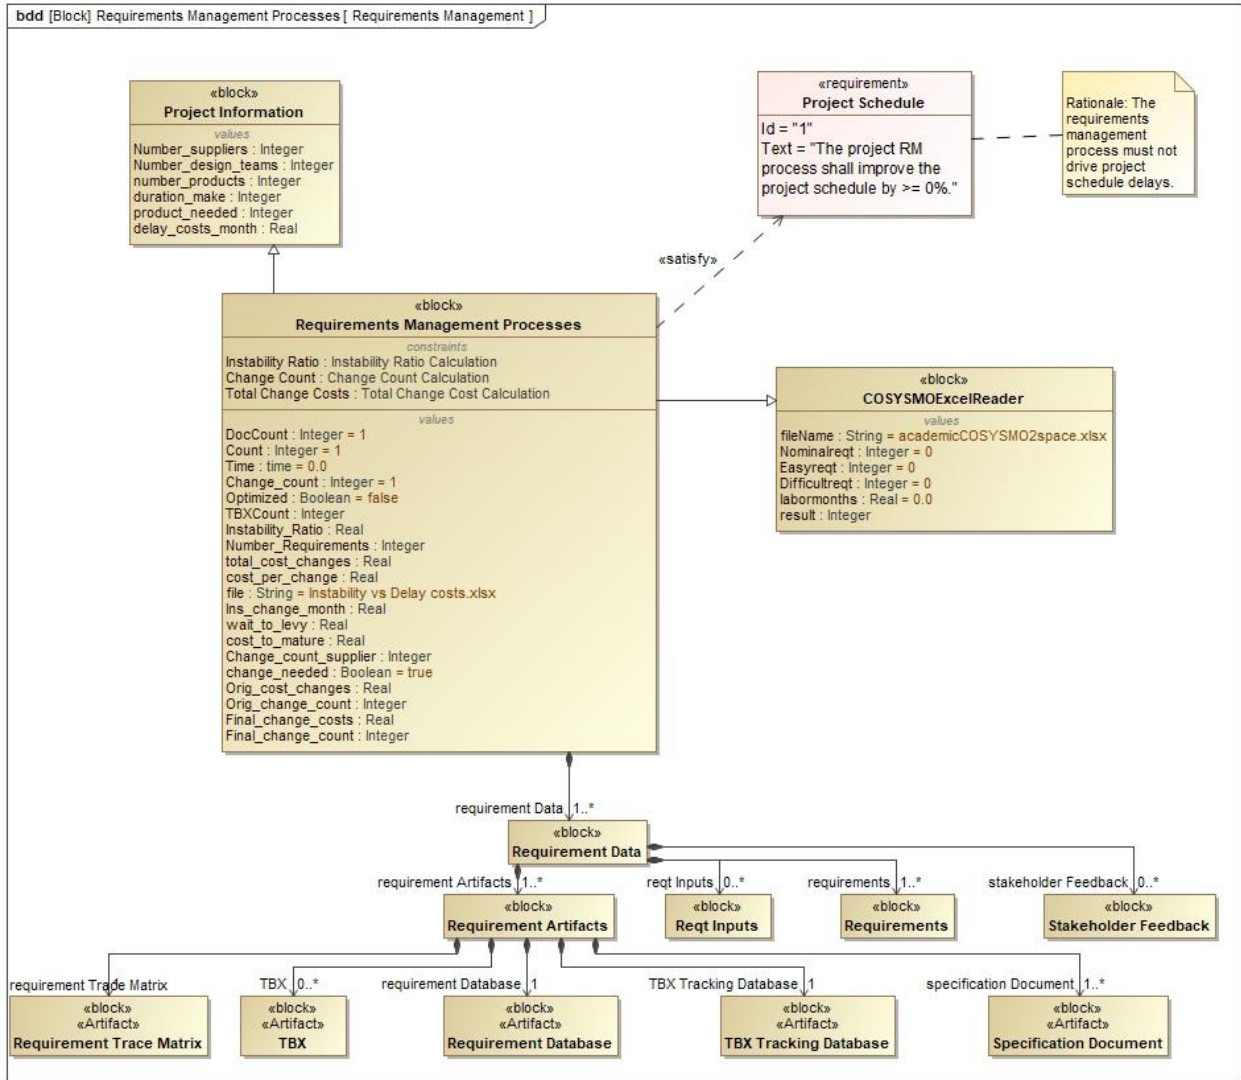 bdd [Block] Requirements Management Processes [ Requirements Management ]
«block»
Project Information
values
Number_suppliers : Integer
Number_design_teams : Integer
number_products : Integer
duration_make : Integer
product_needed : Integer
delay_costs_month : Real
«requirement»
Project Schedule
Id = "1"
Text = "The project RM
process shall improve the
project schedule by >= 0%."
Rationale: The
requirements
management
process must not
drive project
schedule delays.
«satisfy»
«block»
Requirements Management Processes
constraints
Instability Ratio : Instability Ratio Calculation
Change Count : Change Count Calculation
Total Change Costs : Total Change Cost Calculation
values
DocCount : Integer = 1
Count : Integer = 1
Time : time = 0.0
Change_count : Integer = 1
Optimized : Boolean = false
TBXCount : Integer
Instability_Ratio : Real
Number_Requirements : Integer
total_cost_changes : Real
cost_per_change : Real
file : String = Instability vs Delay costs.xlsx
Ins_change_month : Real
wait_to_levy : Real
cost_to_mature : Real
Change_count_supplier : Integer
change_needed : Boolean = true
Orig_cost_changes : Real
Orig_change_count : Integer
Final_change_costs : Real
Final_change_count : Integer
«block»
COSYSMOExcelReader
values
fileName : String = academicCOSYSMO2space.xlsx
Nominalreqt : Integer = 0
Easyreqt : Integer = 0
Difficultreqt : Integer = 0
labormonths : Real = 0.0
result : Integer
requirement Data 1..*
«block»
Requirement Data
requirement Artifacts 1..*
reqt Inputs 0..*
requirements 1..*
stakeholder Feedback 0..*
«block»
Requirement Artifacts
«block»
Reqt Inputs
«block»
Requirements
«block»
Stakeholder Feedback
requirement Trace Matrix
TBX 0..*
requirement Database 1
TBX Tracking Database 1
specification Document 1..*
«block»
«Artifact»
Requirement Trace Matrix
«block»
«Artifact»
TBX
«block»
«Artifact»
Requirement Database
«block»
«Artifact»
TBX Tracking Database
«block»
«Artifact»
Specification Document